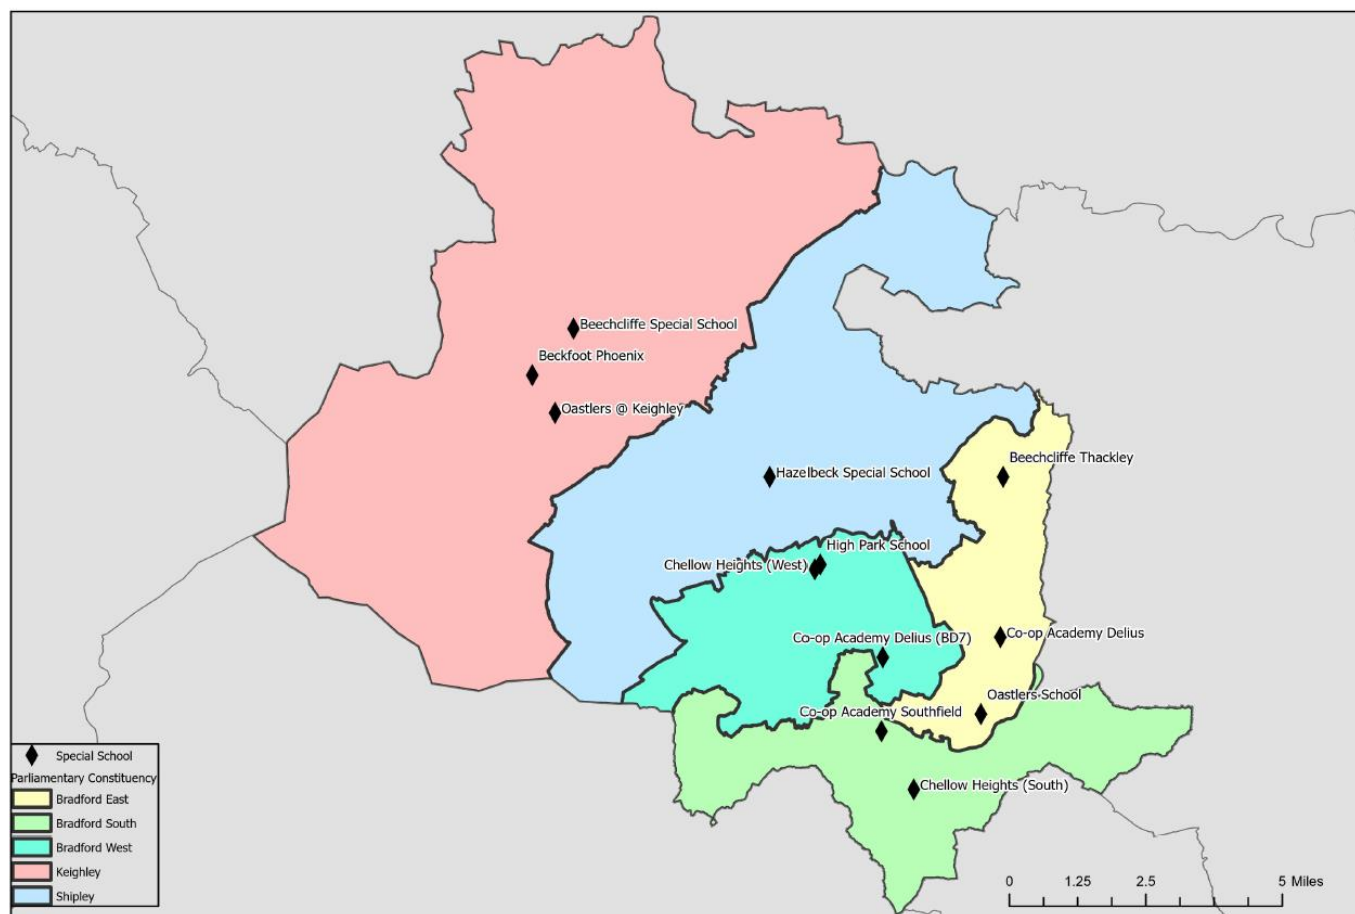 Beechcliffe Special School
Beckfoot Phoenix
Oastlers @ Keighley
Beechcliffe Thackley
Hazelbeck Special School
High Park School
Chellow Heights (West)
Co-op Academy Delius (BD7)
Co-op Academy Delius
Oastlers School
Co-op Academy Southfield
Chellow Heights (South)
Special School
Parliamentary Constituency
Bradford East
Bradford South
Bradford West
Keighley
Shipley
0 1.25 2.5 5 Miles